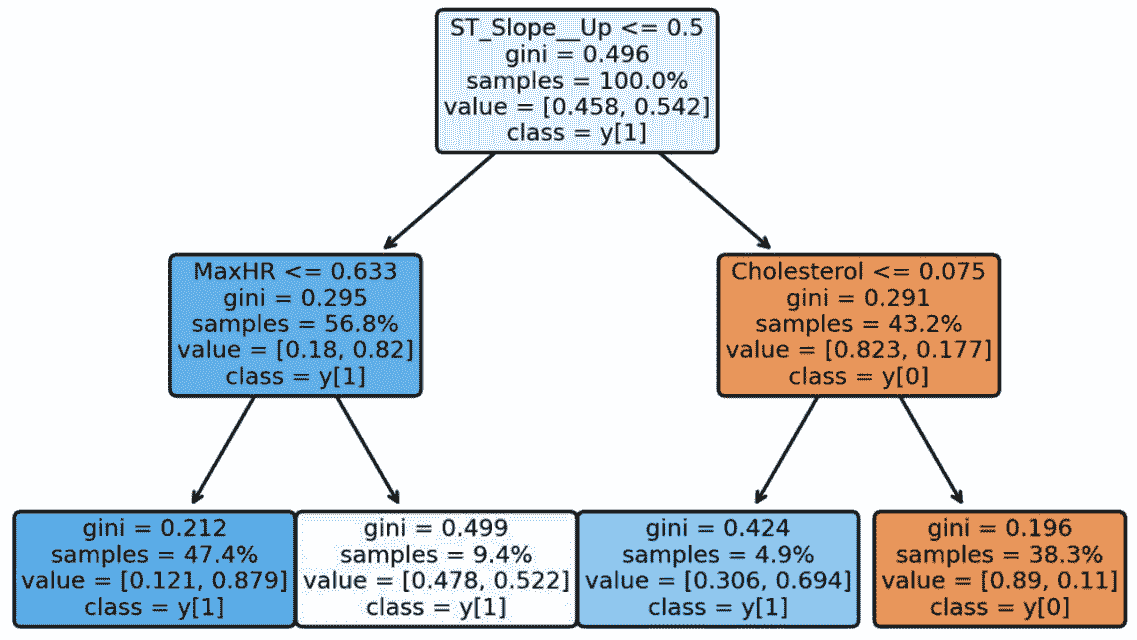 ST_Slope__Up <= 0.5
gini = 0.496
samples = 100.0%
value = [0.458, 0.542]
class = y[1]
MaxHR <= 0.633
gini = 0.295
samples = 56.8%
value = [0.18, 0.82]
class = y[1]
Cholesterol <= 0.075
gini = 0.291
samples = 43.2%
value = [0.823, 0.177]
class = y[0]
gini = 0.212
samples = 47.4%
value = [0.121, 0.879]
class = y[1]
gini = 0.499
samples = 9.4%
value = [0.478, 0.522]
class = y[1]
gini = 0.424
samples = 4.9%
value = [0.306, 0.694]
class = y[1]
gini = 0.196
samples = 38.3%
value = [0.89, 0.11]
class = y[0]